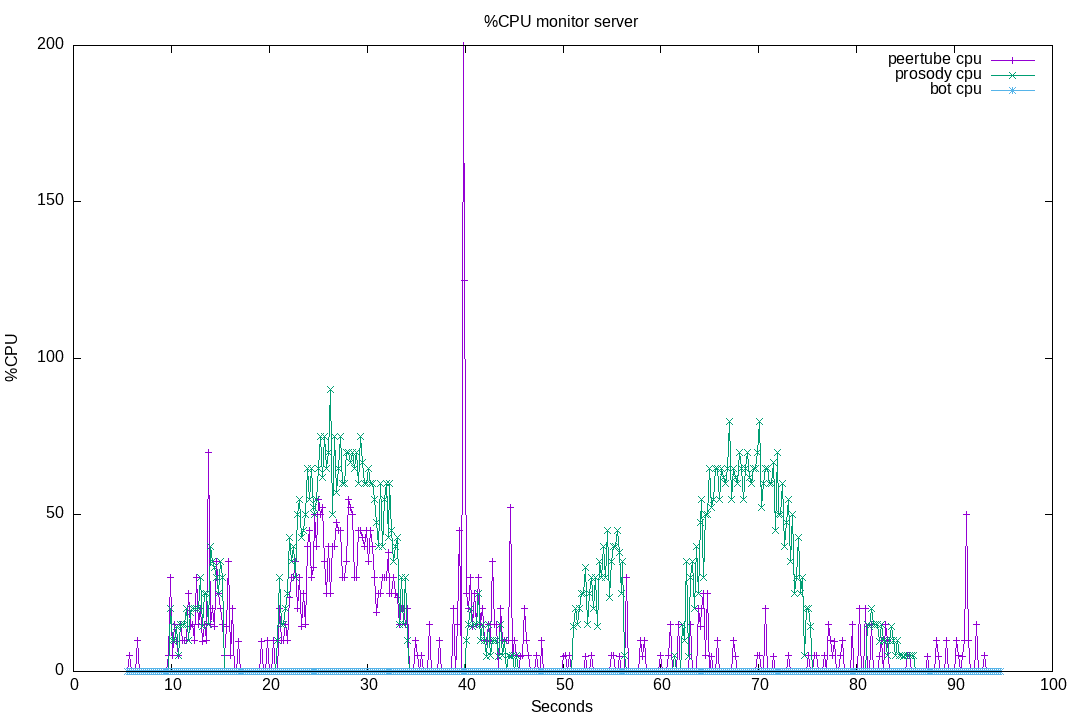 %CPU monitor server
200
peertube cpu
prosody cpu
bot cpu
150
100
%CPU
50
0
0 10 20 30 40 50 60 70 80 90 100
Seconds